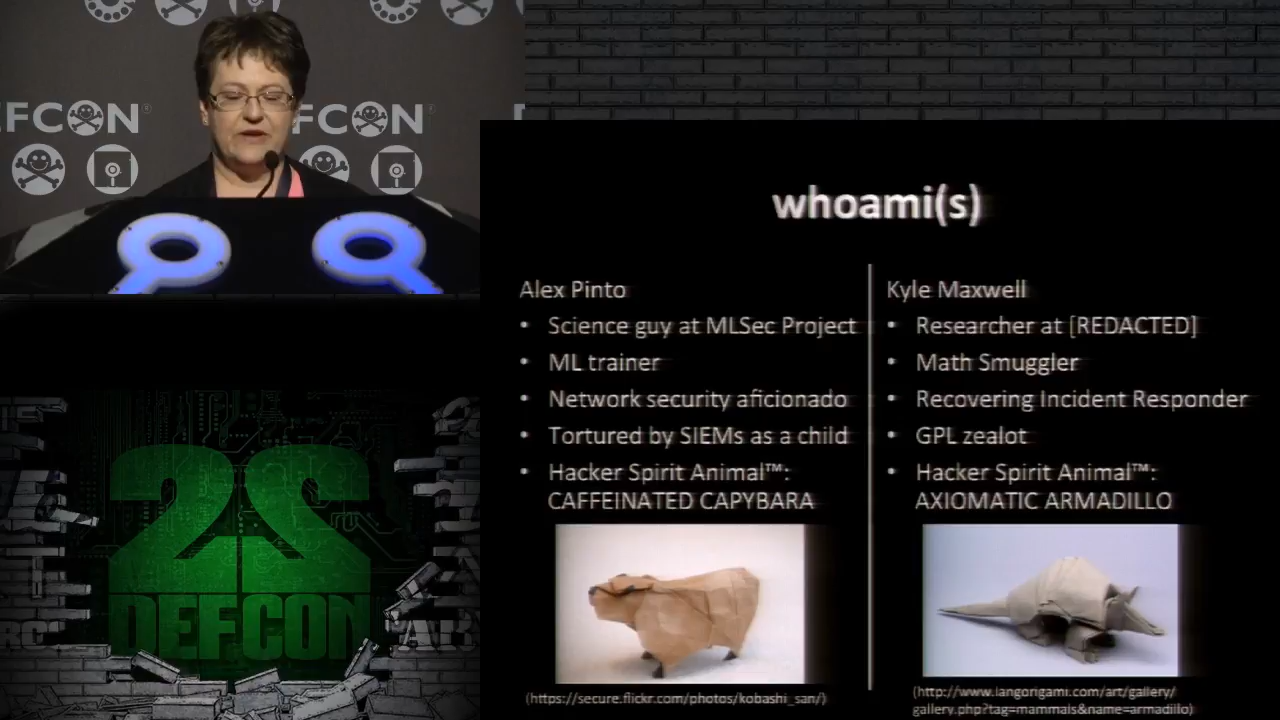 EFCON®
FCON®
whoami(s)
Alex Pinto
• Science guy at MLSec Project
• ML trainer
• Network security aficionado
• Tortured by SIEMs as a child
• Hacker Spirit Animal™:
CAFFEINATED CAPYBARA
(https://secure.flickr.com/photos/kobashi_san/)
Kyle Maxwell
• Researcher at [REDACTED]
• Math Smuggler
• Recovering Incident Responder
• GPL zealot
• Hacker Spirit Animal™:
AXIOMATIC ARMADILLO
(http://www.langorigami.com/art/gallery/
gallery.php?tag=mammals&name=armadillo)
22
DEFCON